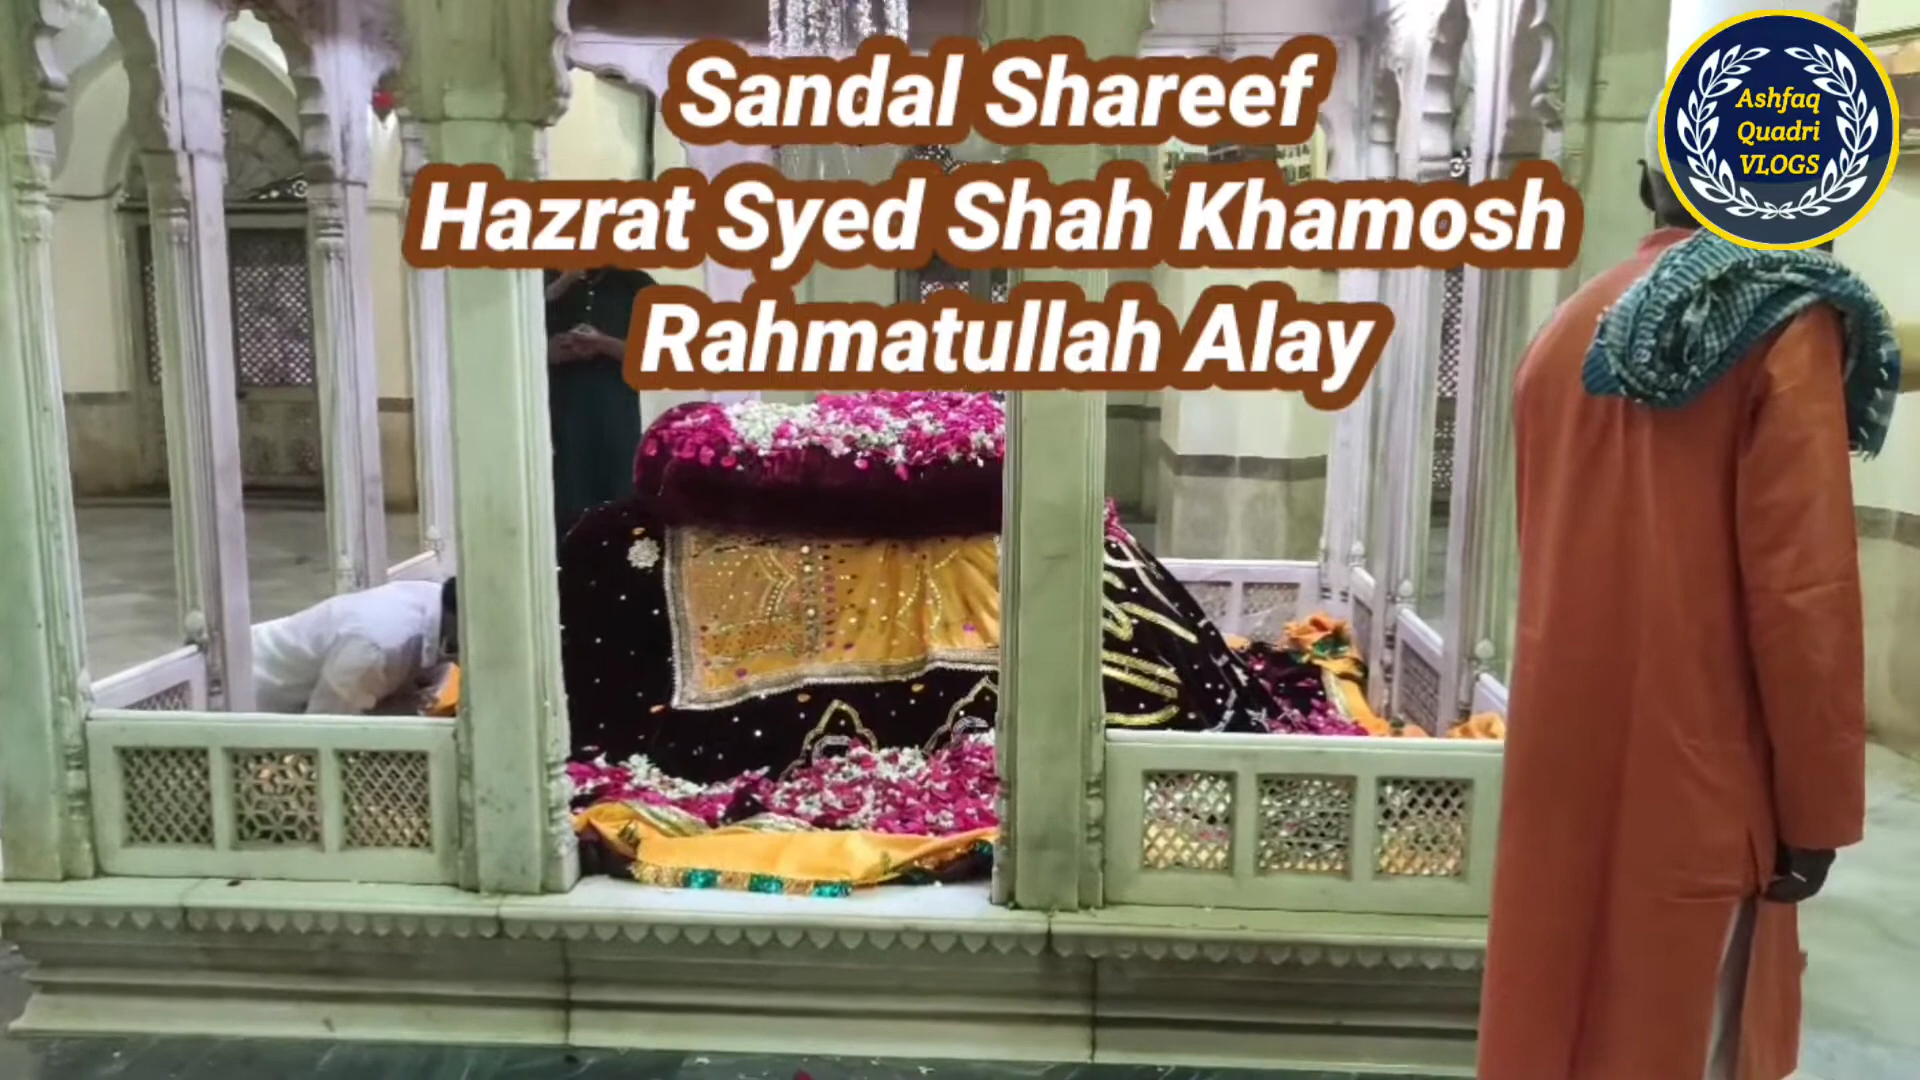 Sandal Shareef
Hazrat Syed Shah Khamosh
Rahmatullah Alay
Ashfaq
Quadri
VLOGS